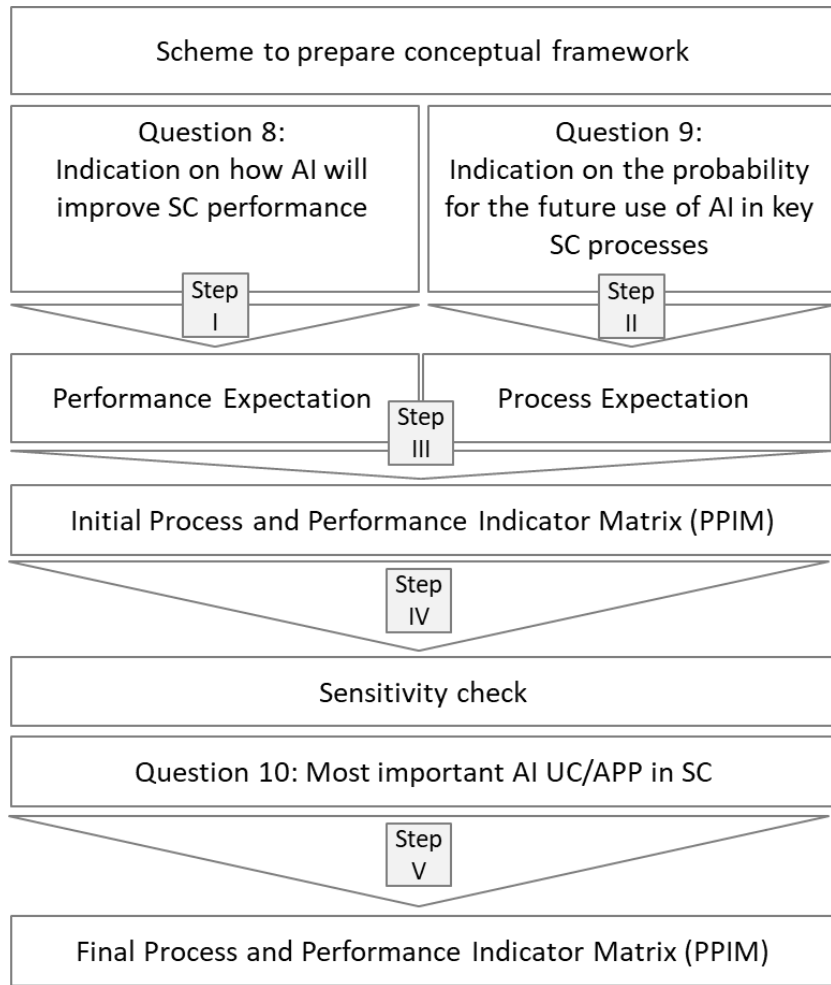 Scheme to prepare conceptual framework
Question 8:
Indication on how AI will
improve SC performance
Question 9:
Indication on the probability
for the future use of AI in key
SC processes
Step
I
Step
II
Performance Expectation
Process Expectation
Step
III
Initial Process and Performance Indicator Matrix (PPIM)
Step
IV
Sensitivity check
Question 10: Most important AI UC/APP in SC
Step
V
Final Process and Performance Indicator Matrix (PPIM)